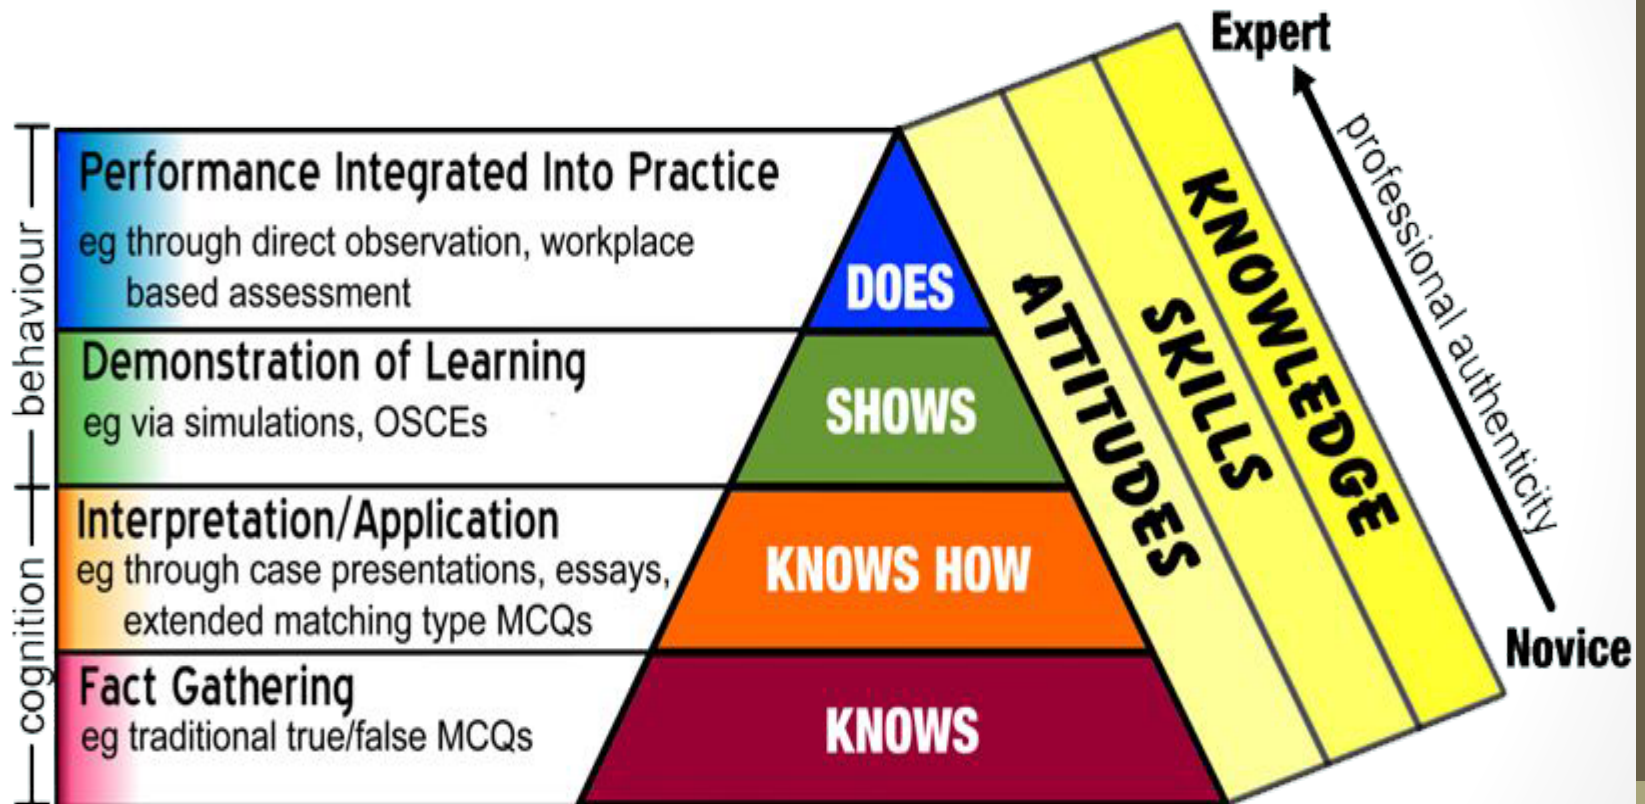 Performance Integrated Into Practice
eg through direct observation, workplace
based assessment
DOES
Demonstration of Learning
eg via simulations, OSCEs
SHOWS
Interpretation/Application
eg through case presentations, essays,
extended matching type MCQs
KNOWS HOW
Fact Gathering
eg traditional true/false MCQs
KNOWS
behaviour
cognition
ATTITUDES
SKILLS
KNOWLEDGE
Expert
professional authenticity
Novice